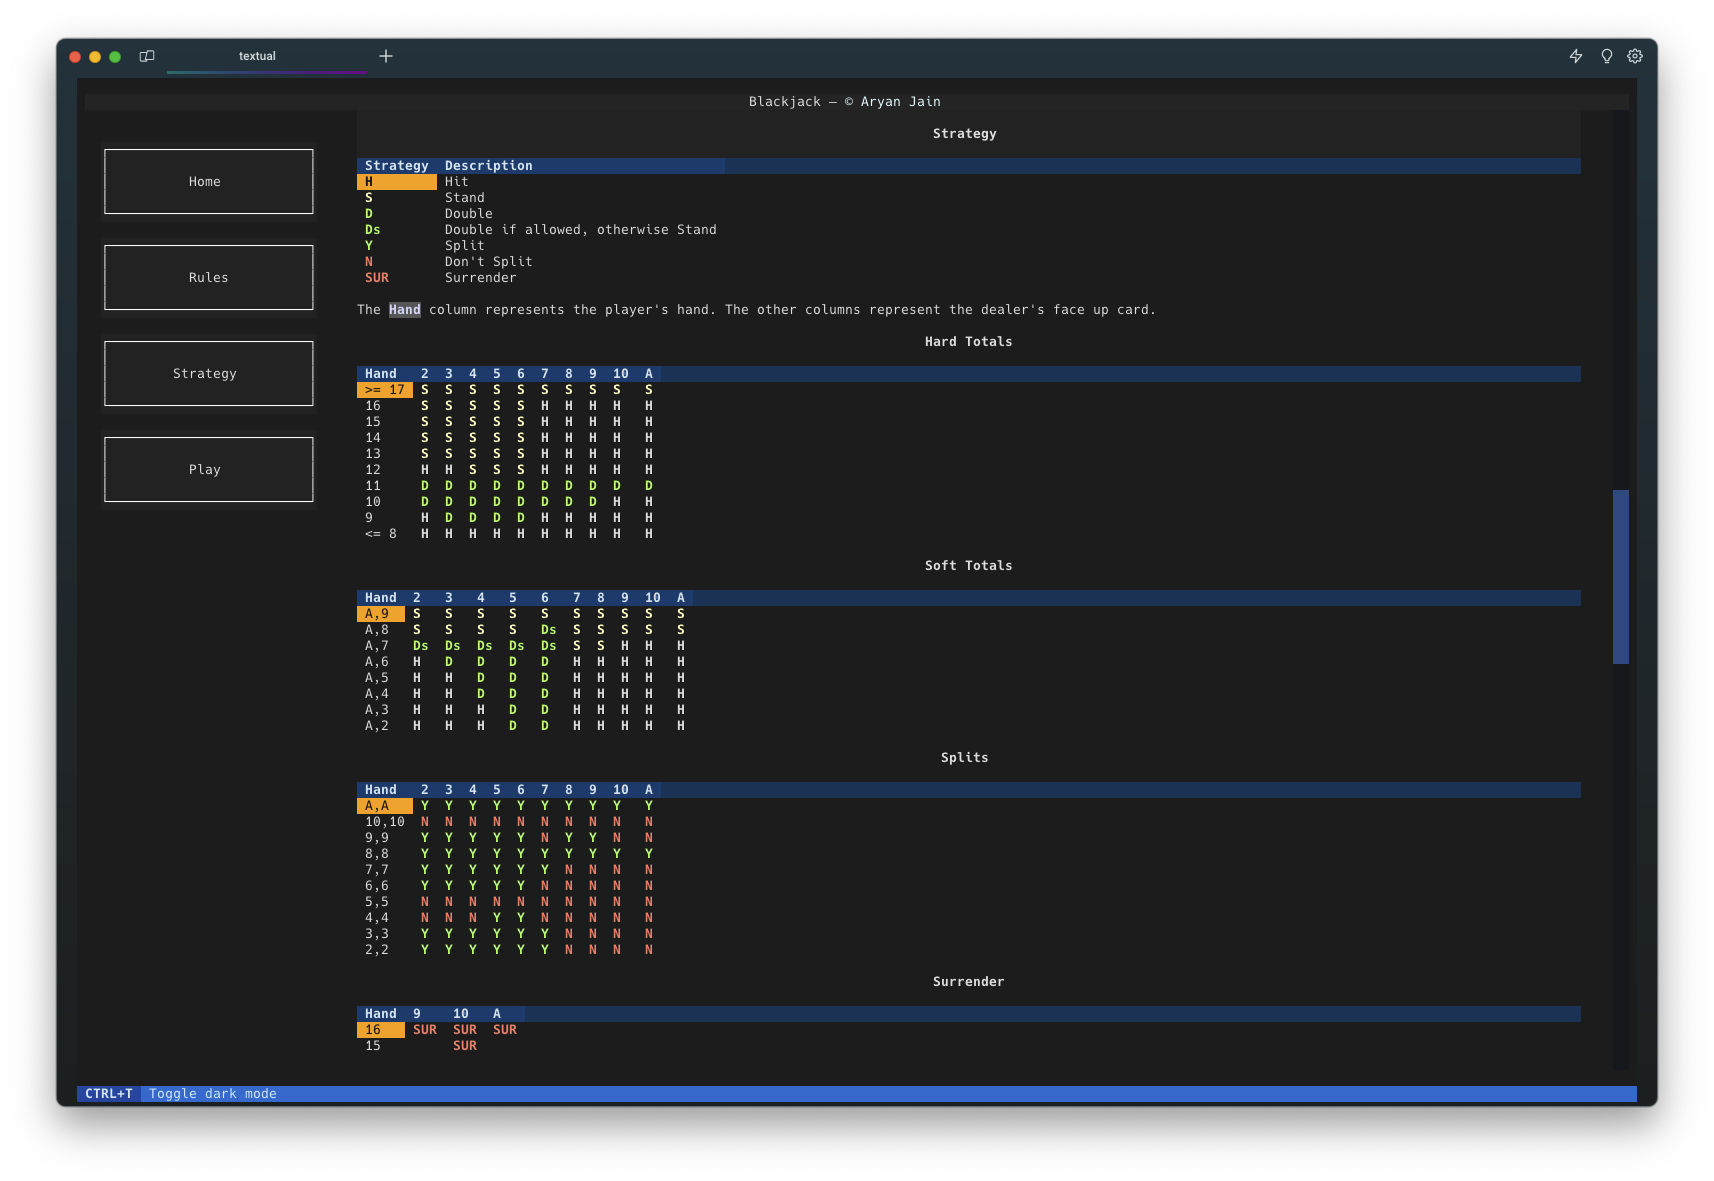 textual
Blackjack — © Aryan Jain
Home
Rules
Strategy
Play
Strategy
Strategy Description
H Hit
S Stand
D Double
Ds Double if allowed, otherwise Stand
Y Split
N Don't Split
SUR Surrender
The Hand column represents the player's hand. The other columns represent the dealer's face up card.
Hard Totals
Hand 2 3 4 5 6 7 8 9 10 A
>= 17 S S S S S S S S S S
16 S S S S S H H H H H
15 S S S S S H H H H H
14 S S S S S H H H H H
13 S S S S S H H H H H
12 H H S S S H H H H H
11 D D D D D D D D D D
10 D D D D D D D D H H
9 H D D D D H H H H H
<= 8 H H H H H H H H H H
Soft Totals
Hand 2 3 4 5 6 7 8 9 10 A
A,9 S S S S S S S S S S
A,8 S S S S Ds S S S S S
A,7 Ds Ds Ds Ds Ds S S H H H
A,6 H D D D D H H H H H
A,5 H H D D D H H H H H
A,4 H H D D D H H H H H
A,3 H H H D D H H H H H
A,2 H H H D D H H H H H
Splits
Hand 2 3 4 5 6 7 8 9 10 A
A,A Y Y Y Y Y Y Y Y Y Y
10,10 N N N N N N N N N N
9,9 Y Y Y Y Y N Y Y N N
8,8 Y Y Y Y Y Y Y Y Y Y
7,7 Y Y Y Y Y Y N N N N
6,6 Y Y Y Y Y N N N N N
5,5 N N N N N N N N N N
4,4 N N N Y Y N N N N N
3,3 Y Y Y Y Y Y N N N N
2,2 Y Y Y Y Y Y N N N N
Surrender
Hand 9 10 A
16 SUR SUR SUR
15 SUR
CTRL+T Toggle dark mode